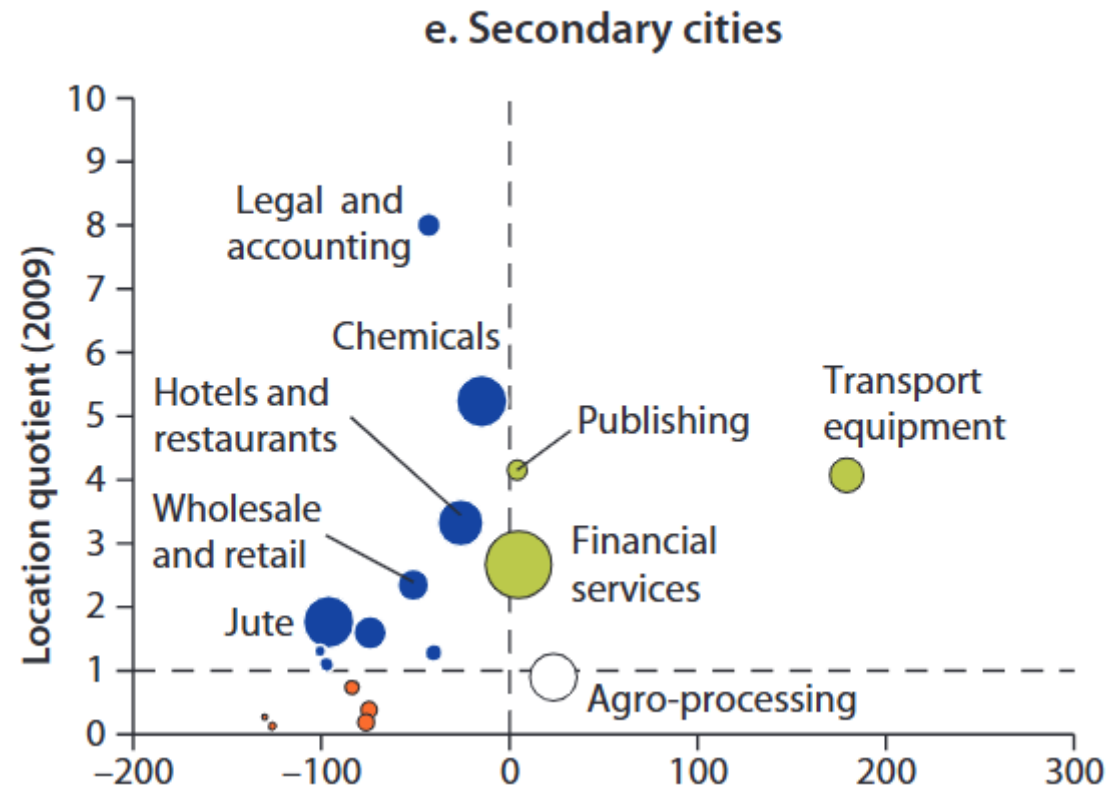 e. Secondary cities
10
9
8
7
6
5
4
3
2
1
0
Location quotient (2009)
Legal and
accounting
Chemicals
Hotels and
restaurants
Publishing
Transport
equipment
Wholesale
and retail
Financial
services
Jute
Agro-processing
−200
−100
0
100
200
300